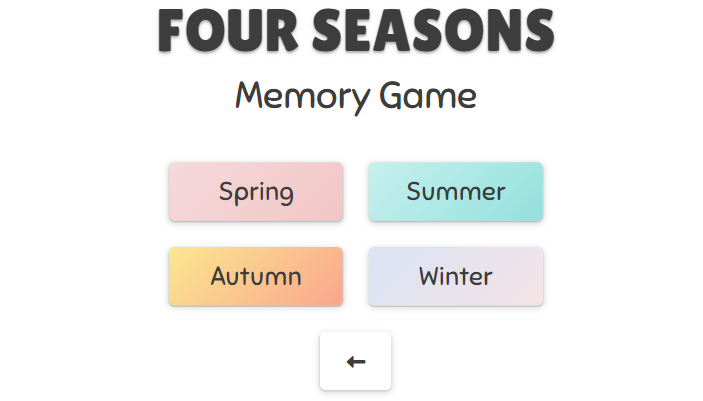 FOUR SEASONS
Memory Game
Spring
Summer
Autumn
Winter